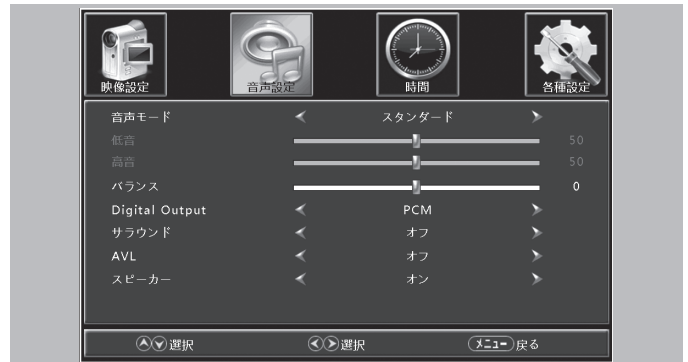 映像設定 音声設定 時間 各種設定
音声モード スタンダード
低音 50
高音 50
バランス 0
Digital Output PCM
サラウンド オフ
AVL オフ
スピーカー オン
選択 選択 メニュー 戻る